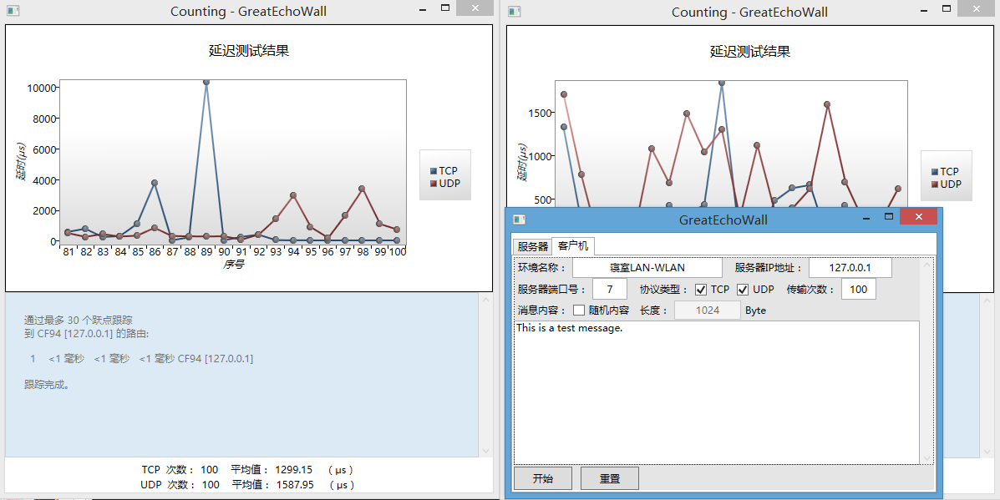 Counting - GreatEchoWall
延迟测试结果
10000
8000
6000
4000
2000
0
延时(μs)
81 82 83 84 85 86 87 88 89 90 91 92 93 94 95 96 97 98 99 100
序号
TCP
UDP
通过最多 30 个跃点跟踪
到 CF94 [127.0.0.1] 的路由:
1 <1 毫秒 <1 毫秒 <1 毫秒 CF94 [127.0.0.1]
跟踪完成。
TCP 次数： 100 平均值： 1299.15 （ μs ）
UDP 次数： 100 平均值： 1587.95 （ μs ）
Counting - GreatEchoWall
延迟测试结果
1500
1000
500
延时(μs)
TCP
UDP
GreatEchoWall
服务器 客户机
环境名称： 寝室LAN-WLAN 服务器IP地址： 127.0.0.1
服务器端口号： 7 协议类型： TCP UDP 传输次数： 100
消息内容： 随机内容 长度： 1024 Byte
This is a test message.
开始 重置